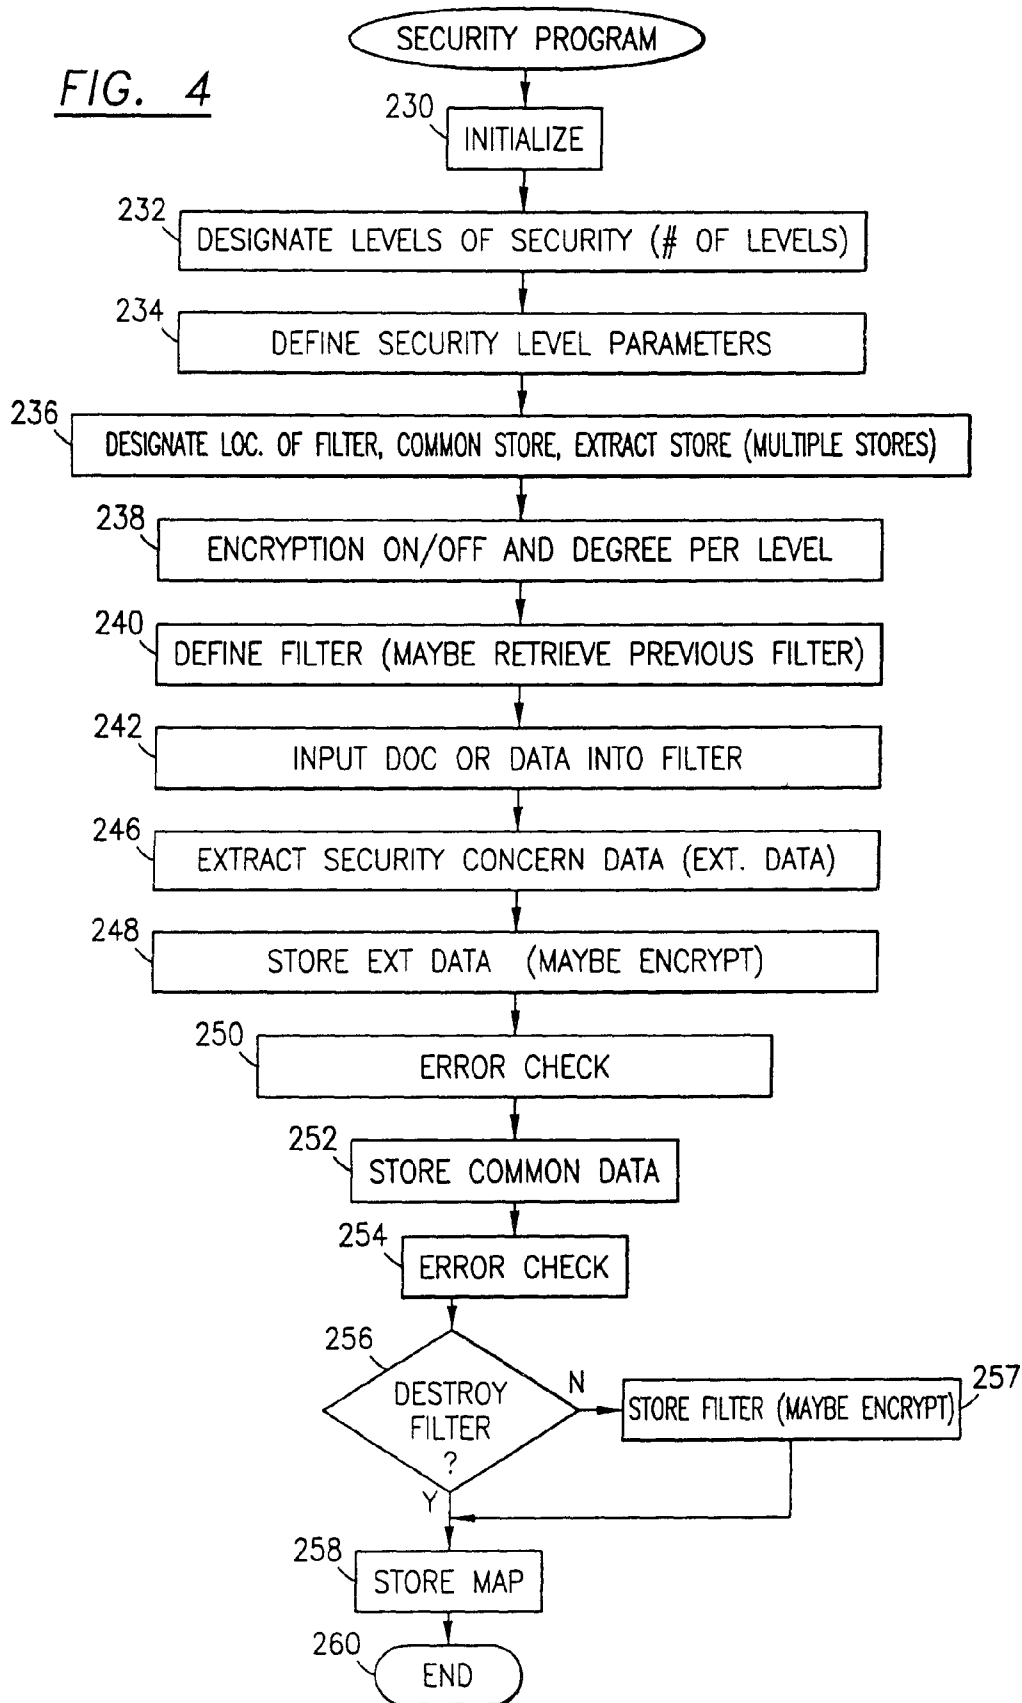 SECURITY PROGRAM
FIG. 4
230
INITIALIZE
232
DESIGNATE LEVELS OF SECURITY (# OF LEVELS)
234
DEFINE SECURITY LEVEL PARAMETERS
236
DESIGNATE LOC. OF FILTER, COMMON STORE, EXTRACT STORE (MULTIPLE STORES)
238
ENCRYPTION ON/OFF AND DEGREE PER LEVEL
240
DEFINE FILTER (MAYBE RETRIEVE PREVIOUS FILTER)
242
INPUT DOC OR DATA INTO FILTER
246
EXTRACT SECURITY CONCERN DATA (EXT. DATA)
248
STORE EXT DATA (MAYBE ENCRYPT)
250
ERROR CHECK
252
STORE COMMON DATA
254
ERROR CHECK
256
DESTROY
FILTER
?
N
257
STORE FILTER (MAYBE ENCRYPT)
Y
258
STORE MAP
260
END